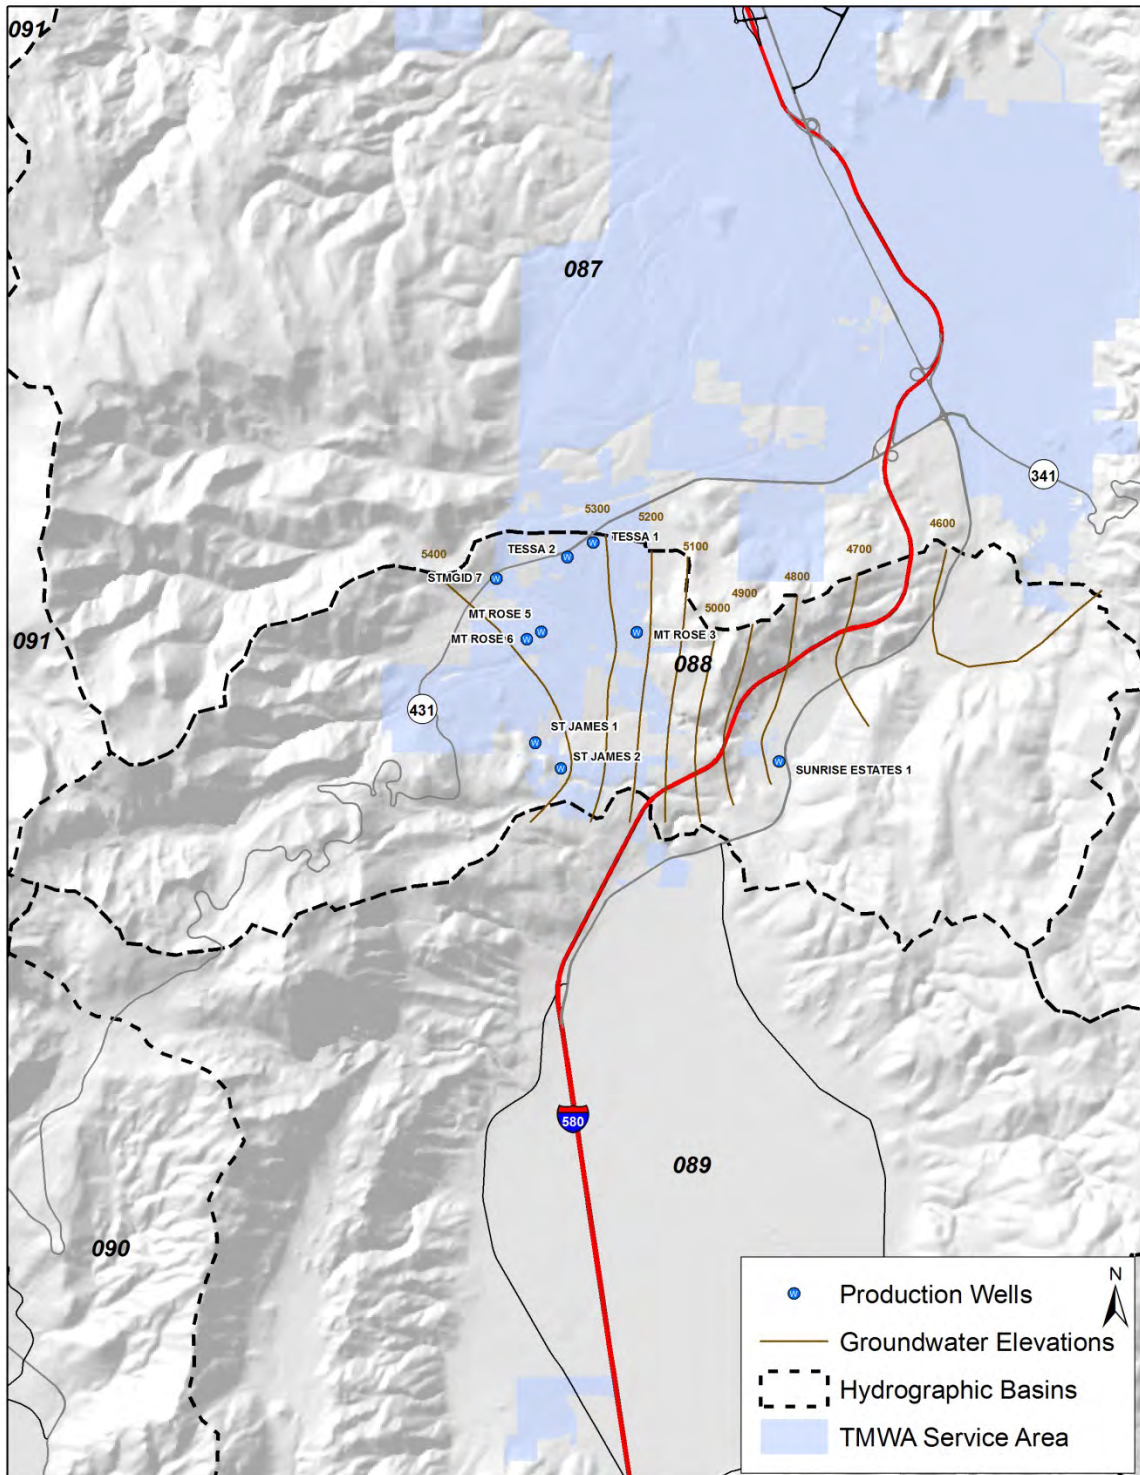 091
087
341
5300
5200
TESSA 1
4600
5100
TESSA 2
4700
5400
STMGID 7
4800
4900
MT ROSE 5
5000
091
MT ROSE 6
MT ROSE 3
088
431
ST JAMES 1
ST JAMES 2
SUNRISE ESTATES 1
580
089
090
N
W Production Wells
Groundwater Elevations
Hydrographic Basins
TMWA Service Area